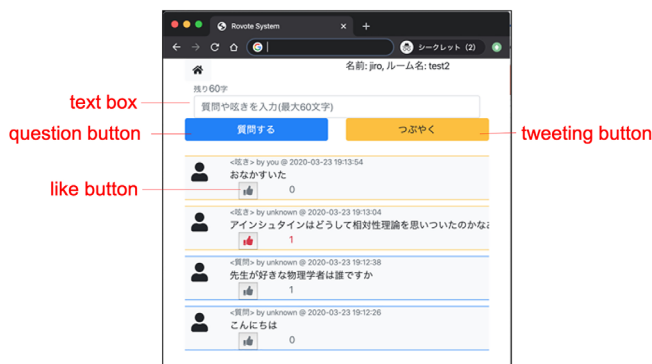 Rovote System
シークレット (2)
名前: jiro, ルーム名: test2
残り60字
text box
質問や呟きを入力(最大60文字)
question button
質問する
つぶやく
tweeting button
<呟き> by you @ 2020-03-23 19:13:54
おなかすいた
like button
0
<呟き> by unknown @ 2020-03-23 19:13:04
アインシュタインはどうして相対性理論を思いついたのかなあ
1
<質問> by unknown @ 2020-03-23 19:12:38
先生が好きな物理学者は誰ですか
1
<質問> by unknown @ 2020-03-23 19:12:26
こんにちは
0